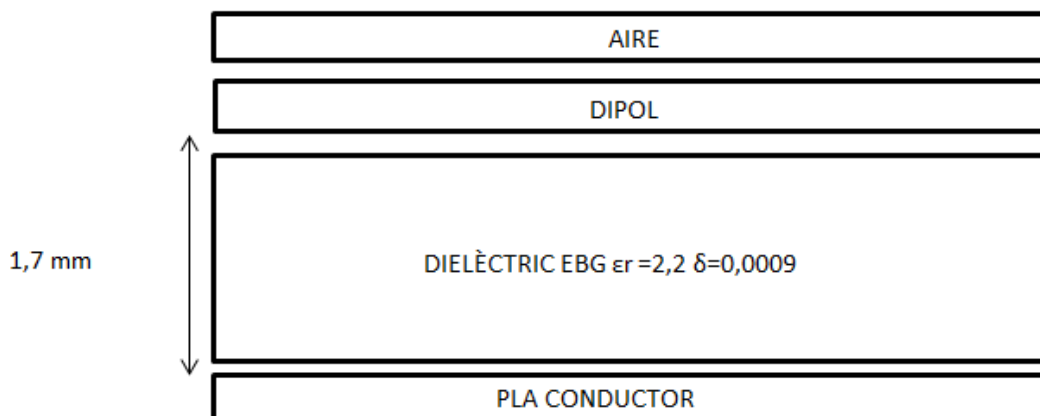 AIRE
DIPOL
1,7 mm
DIELÈCTRIC EBG εr =2,2 δ=0,0009
PLA CONDUCTOR